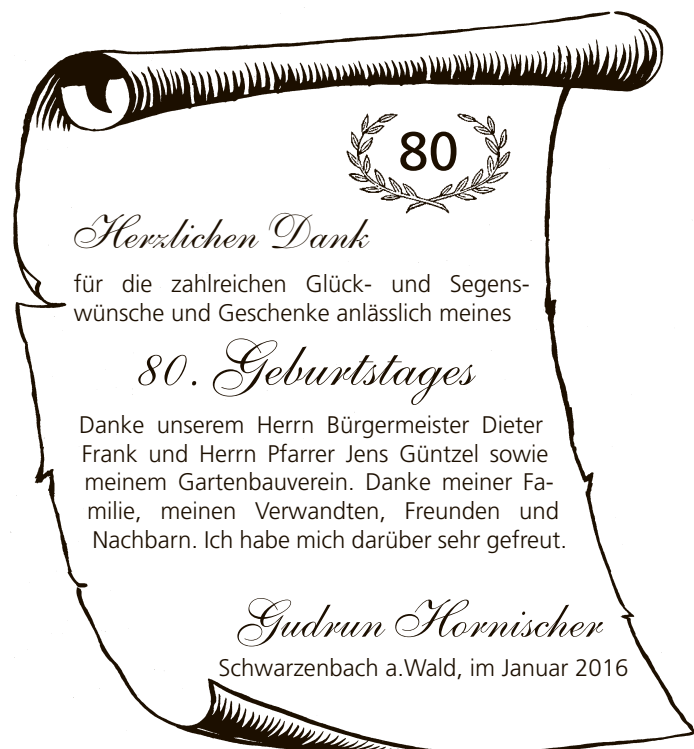 80
Herzlichen Dank
für die zahlreichen Glück- und Segens-
wünsche und Geschenke anlässlich meines
80. Geburtstages
Danke unserem Herrn Bürgermeister Dieter
Frank und Herrn Pfarrer Jens Güntzel sowie
meinem Gartenbauverein. Danke meiner Fa-
milie, meinen Verwandten, Freunden und
Nachbarn. Ich habe mich darüber sehr gefreut.
Gudrun Hornischer
Schwarzenbach a.Wald, im Januar 2016